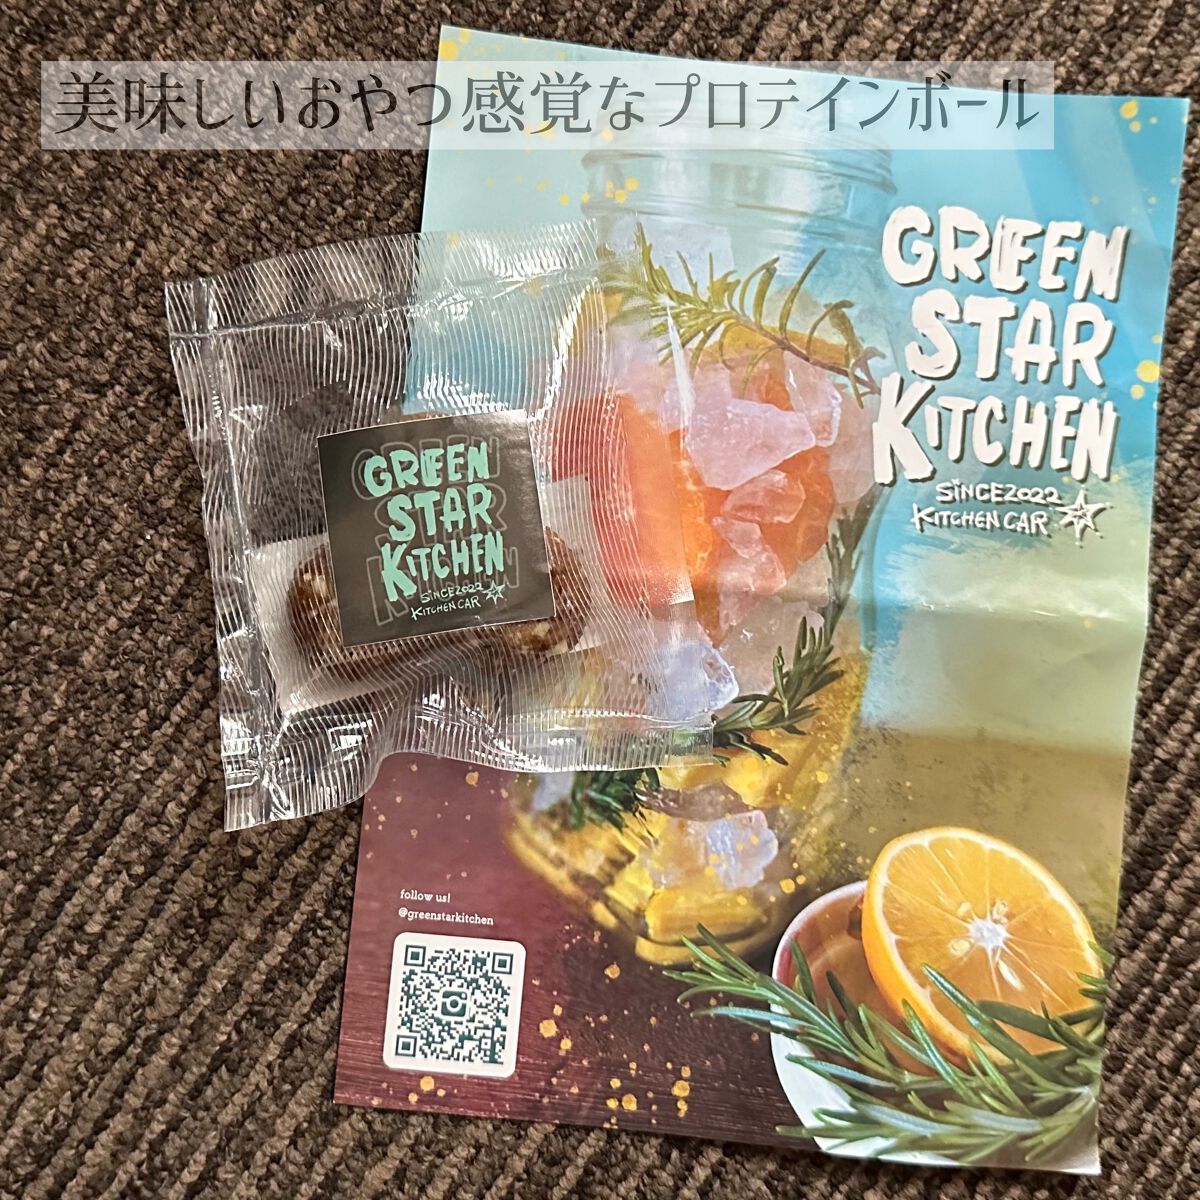 美味しいおやつ感覚なプロテインボール
GREEN
STAR
KITCHEN
SINCE2022
KITCHEN CAR
GREEN
STAR
KITCHEN
SINCE2022
KITCHEN CAR
follow us!
@greenstarkitchen